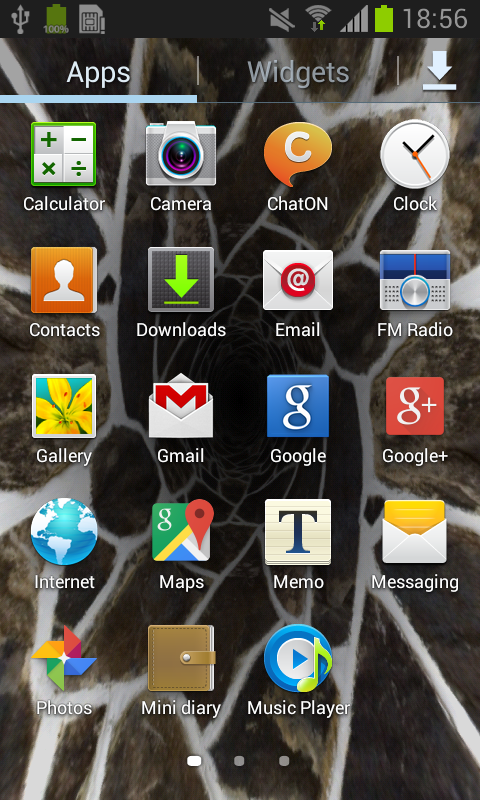 100%
18:56
Apps
Widgets
Calculator
Camera
ChatON
Clock
Contacts
Downloads
Email
FM Radio
Gallery
Gmail
Google
Google+
Internet
Maps
Memo
Messaging
Photos
Mini diary
Music Player